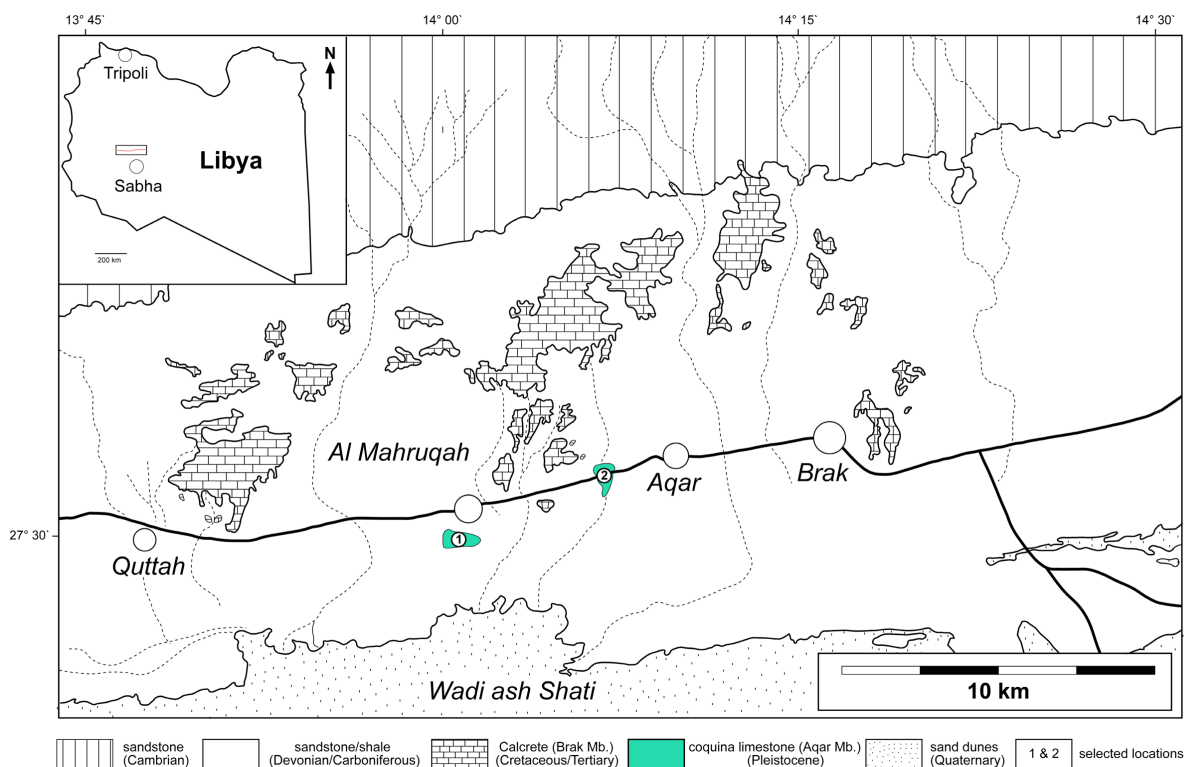 13° 45`
14° 00`
14° 15`
14° 30`
Tripoli
N
Libya
Sabha
200 km
Al Mahruqah
27° 30`
Quttah
Aqar
Brak
1
2
Wadi ash Shati
10 km
sandstone
(Cambrian)
sandstone/shale
(Devonian/Carboniferous)
Calcrete (Brak Mb.)
(Cretaceous/Tertiary)
coquina limestone (Aqar Mb.)
(Pleistocene)
sand dunes
(Quaternary)
1 & 2
selected locations